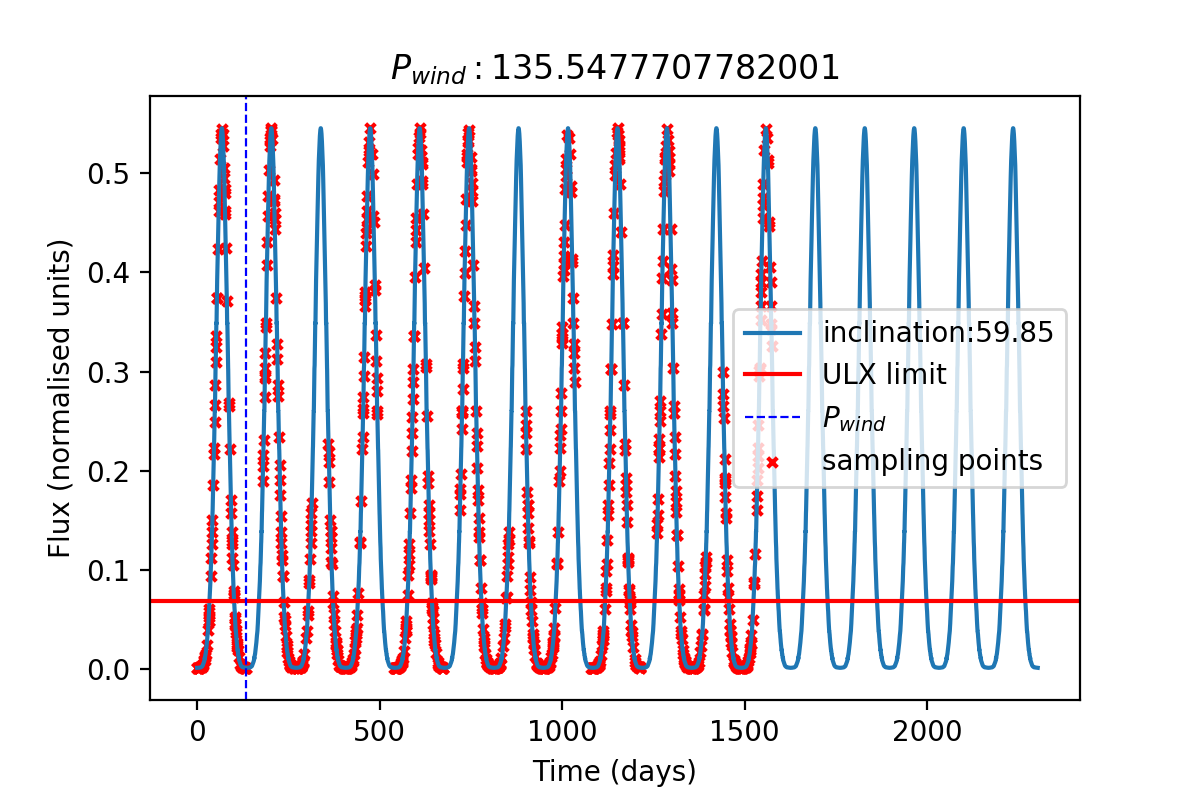 P_wind : 135.5477707782001
Flux (normalised units)
0.5
0.4
0.3
0.2
0.1
0.0
inclination:59.85
ULX limit
P_wind
sampling points
0 500 1000 1500 2000
Time (days)